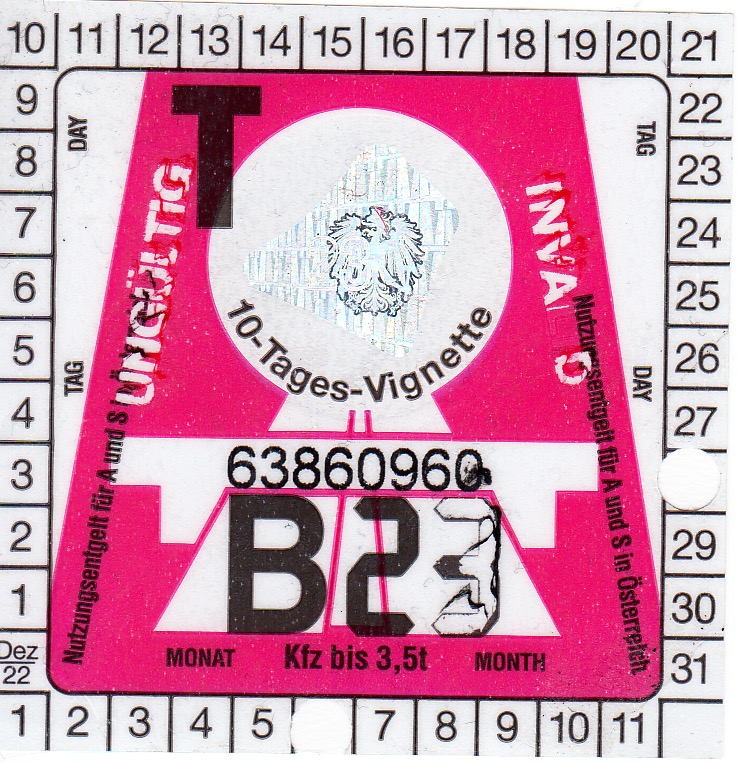 10 11 12 13 14 15 16 17 18 19 20 21
9 22
8 23
7 24
6 25
5 26
4 27
3
2 29
1 30
Dez
22
31
1 2 3 4 5 7 8 9 10 11
DAY
TAG
T
TAG
DAY
UNGÜLTIG
INVALID
10-Tages-Vignette
Nutzungsentgelt für A und S in
Nutzungsentgelt für A und S in Österreich
638609600
B23
MONAT Kfz bis 3,5t MONTH